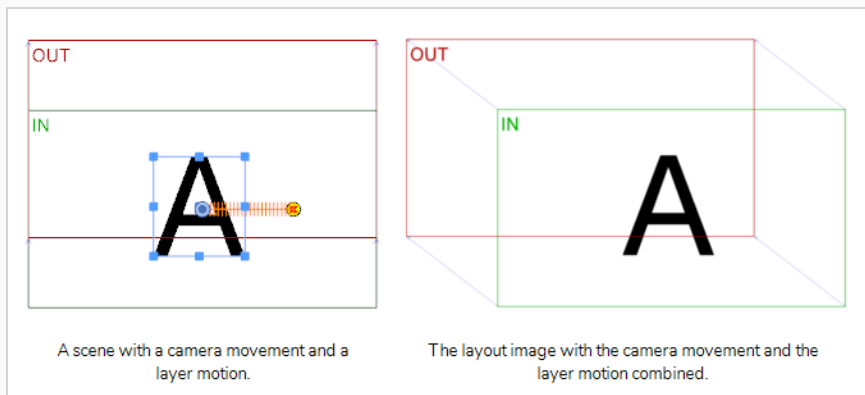 OUT
IN
A
A scene with a camera movement and a
layer motion.
OUT
IN
A
The layout image with the camera movement and the
layer motion combined.